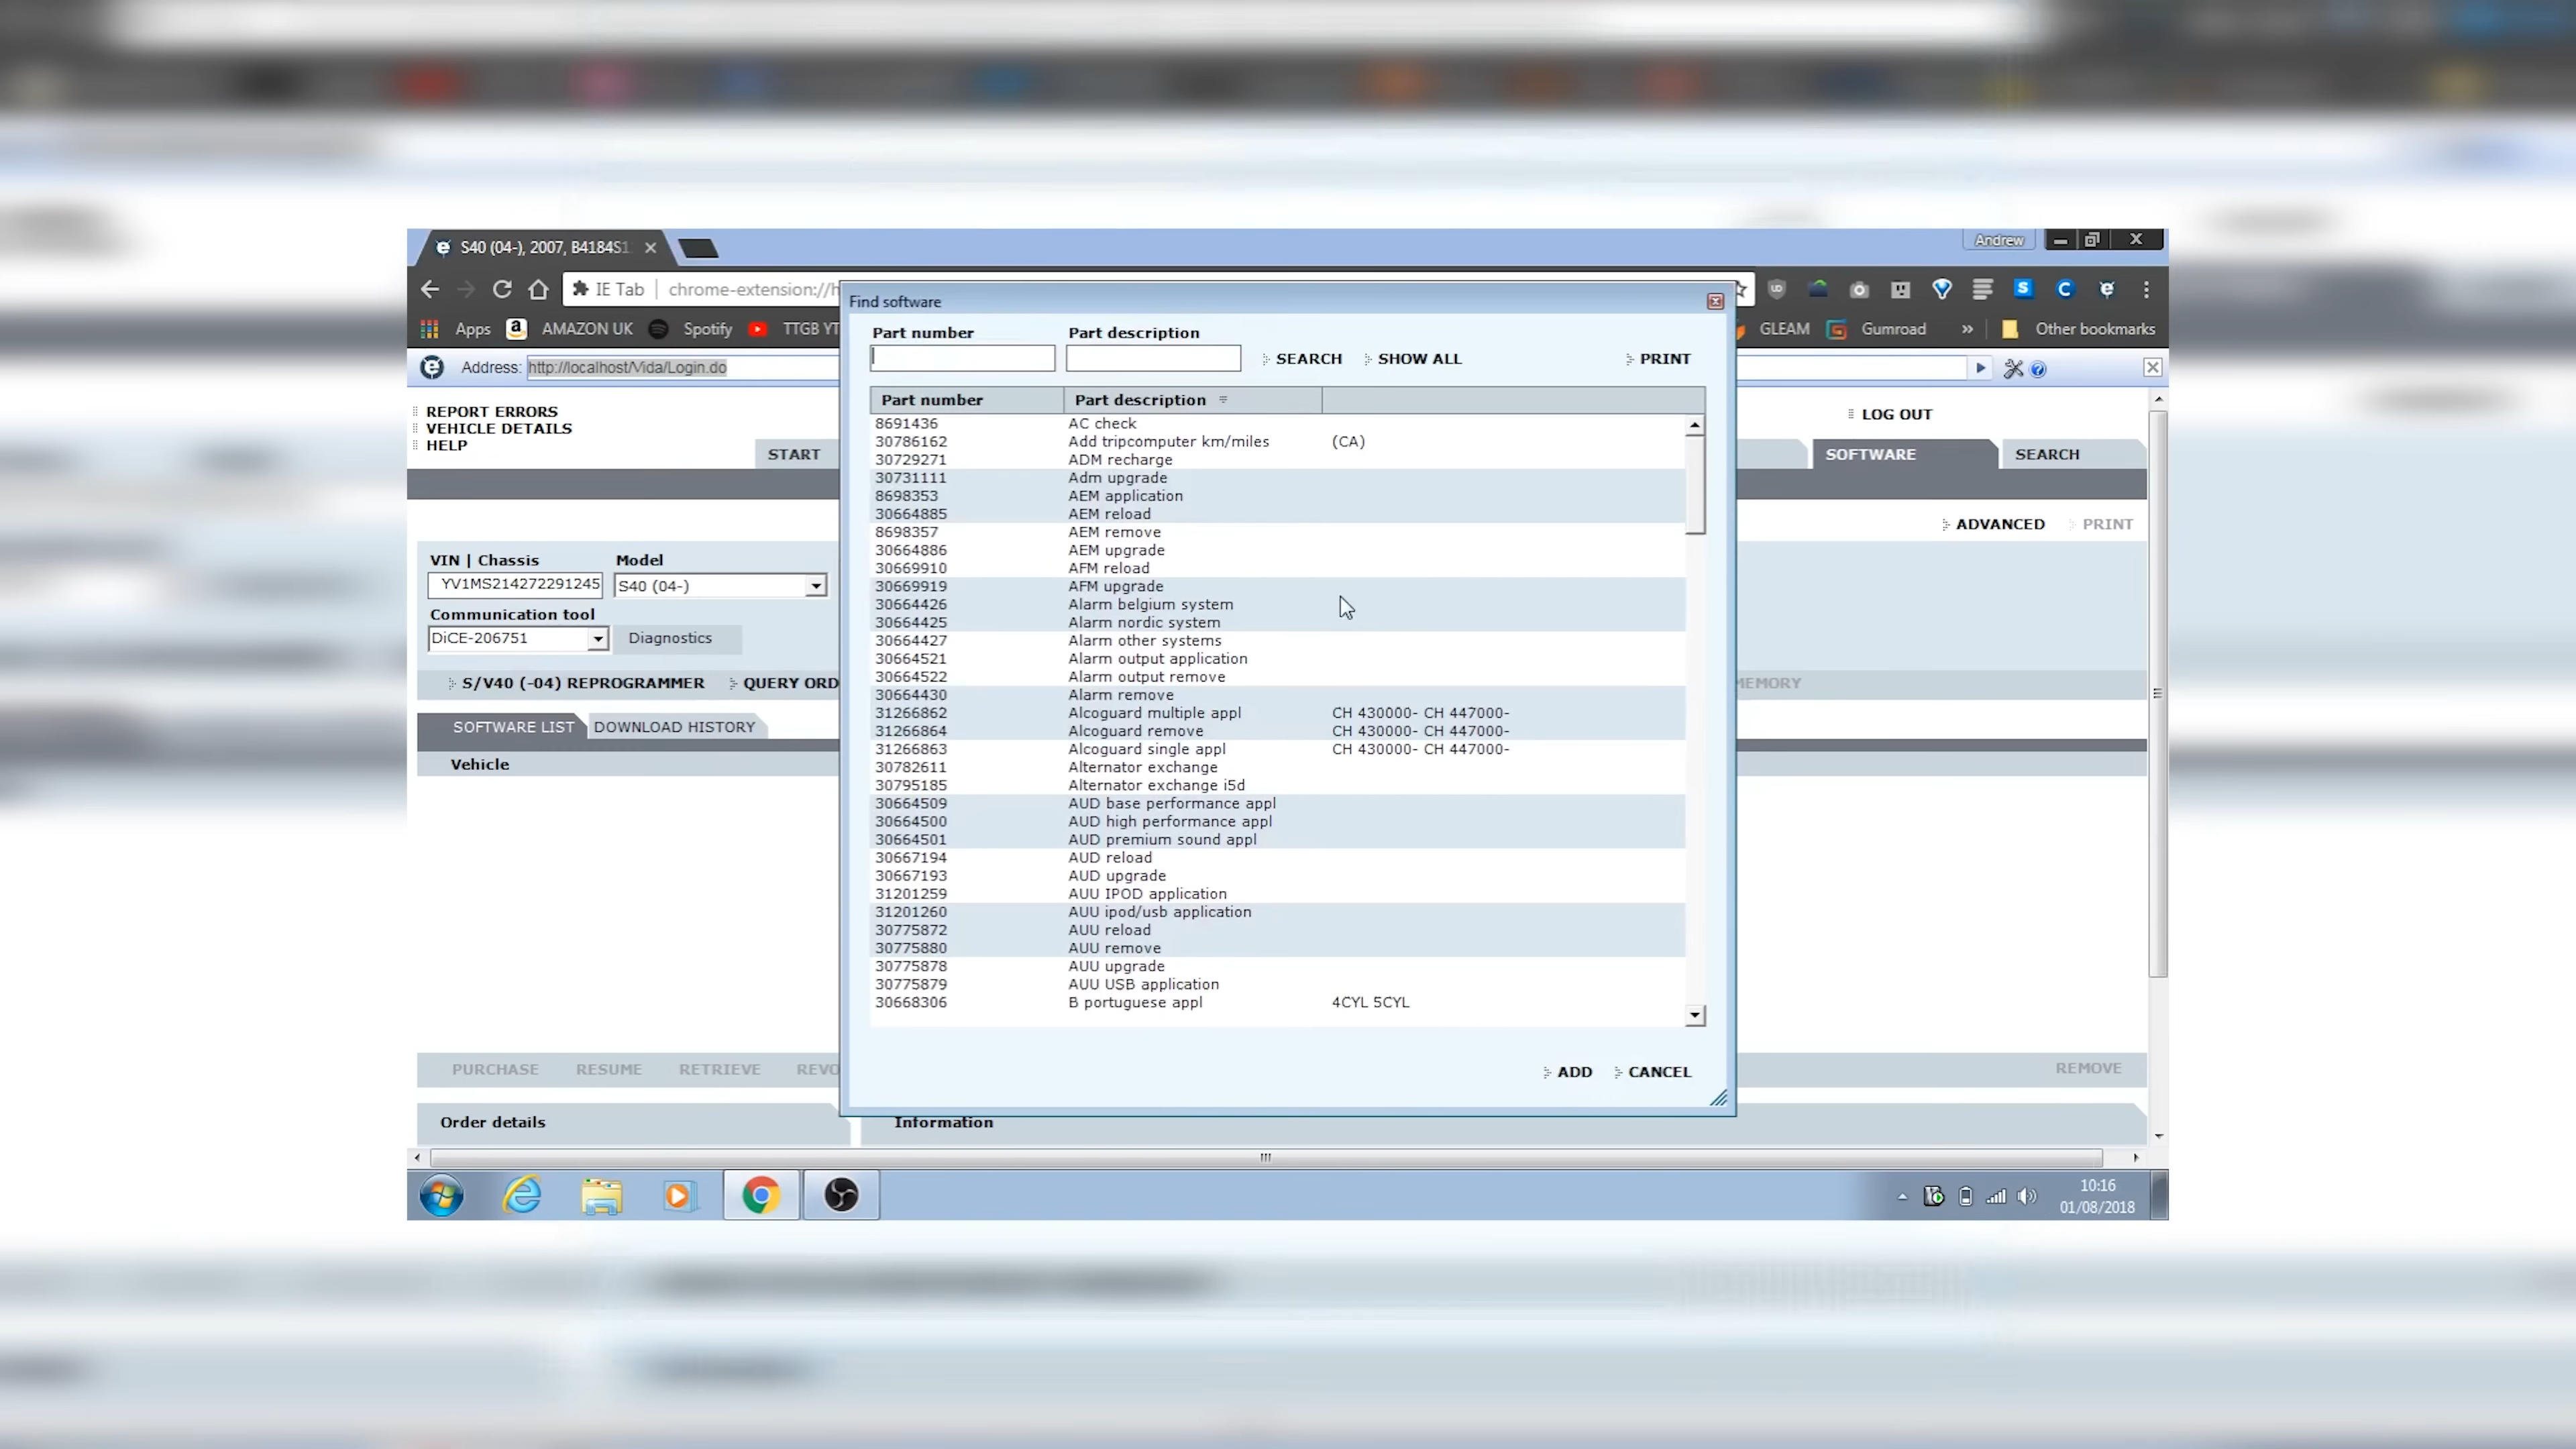 S40 (04-), 2007, B4184S1
Andrew
IE Tab
chrome-extension://h
Apps
AMAZON UK
Spotify
TTGB YT
GLEAM
Gumroad
»
Other bookmarks
Address: http://localhost/Vida/Login.do
REPORT ERRORS
VEHICLE DETAILS
HELP
START
LOG OUT
SOFTWARE
SEARCH
ADVANCED
PRINT
VIN | Chassis
Model
YV1MS214272291245
S40 (04-)
Communication tool
DiCE-206751
Diagnostics
S/V40 (-04) REPROGRAMMER
QUERY ORD
MEMORY
SOFTWARE LIST
DOWNLOAD HISTORY
Vehicle
Find software
Part number
Part description
SEARCH
SHOW ALL
PRINT
Part number Part description
8691436 AC check
30786162 Add tripcomputer km/miles (CA)
30729271 ADM recharge
30731111 Adm upgrade
8698353 AEM application
30664885 AEM reload
8698357 AEM remove
30664886 AEM upgrade
30669910 AFM reload
30669919 AFM upgrade
30664426 Alarm belgium system
30664425 Alarm nordic system
30664427 Alarm other systems
30664521 Alarm output application
30664522 Alarm output remove
30664430 Alarm remove
31266862 Alcoguard multiple appl CH 430000- CH 447000-
31266864 Alcoguard remove CH 430000- CH 447000-
31266863 Alcoguard single appl CH 430000- CH 447000-
30782611 Alternator exchange
30795185 Alternator exchange i5d
30664509 AUD base performance appl
30664500 AUD high performance appl
30664501 AUD premium sound appl
30667194 AUD reload
30667193 AUD upgrade
31201259 AUU IPOD application
31201260 AUU ipod/usb application
30775872 AUU reload
30775880 AUU remove
30775878 AUU upgrade
30775879 AUU USB application
30668306 B portuguese appl 4CYL 5CYL
ADD
CANCEL
PURCHASE
RESUME
RETRIEVE
REVO
REMOVE
Order details
Information
10:16
01/08/2018